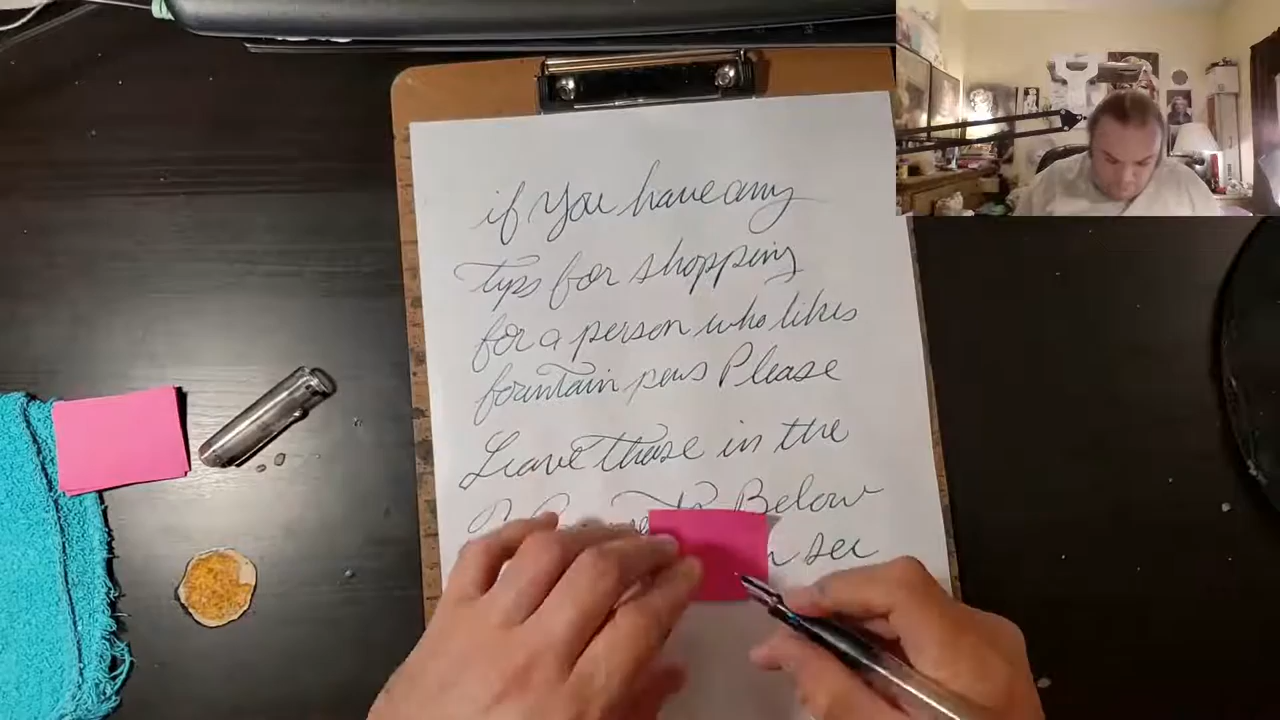 if You have any
tips for shopping
for a person who likes
fountain pens Please
Leave those in the
Below
see